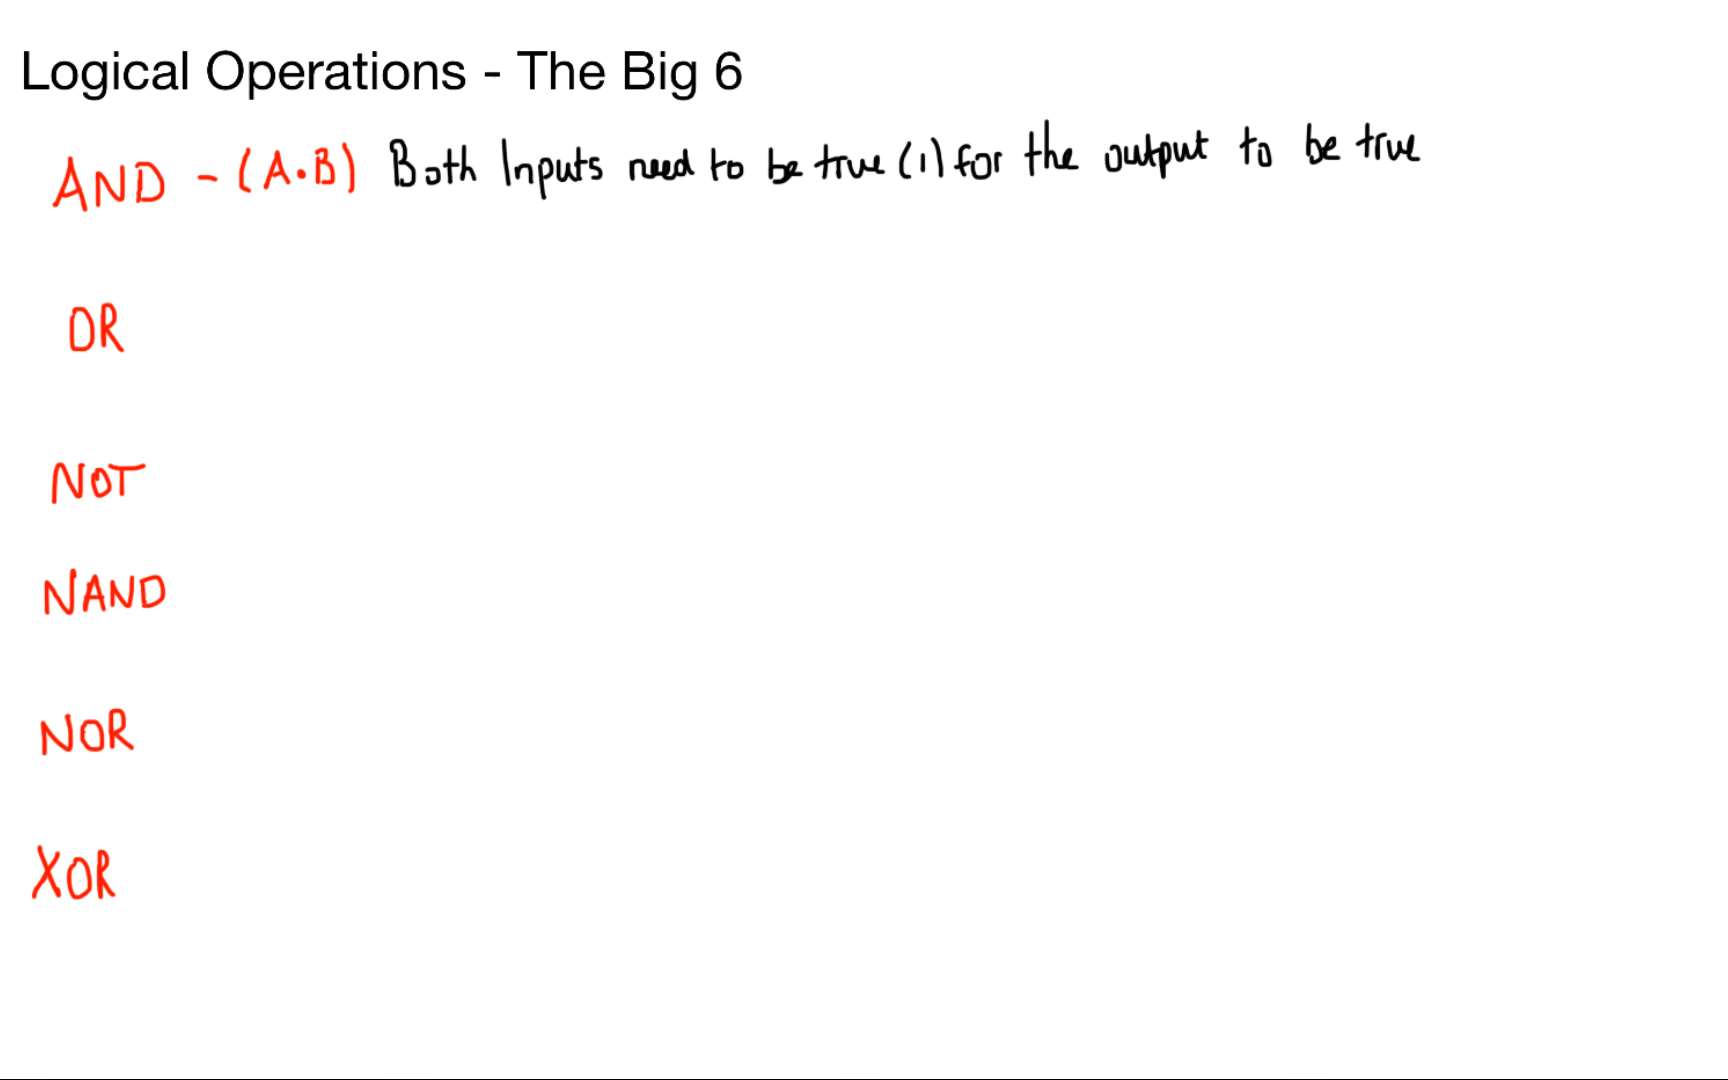 Logical Operations - The Big 6
AND - (A.B) Both Inputs need to be true (1) for the output to be true
OR
NOT
NAND
NOR
XOR